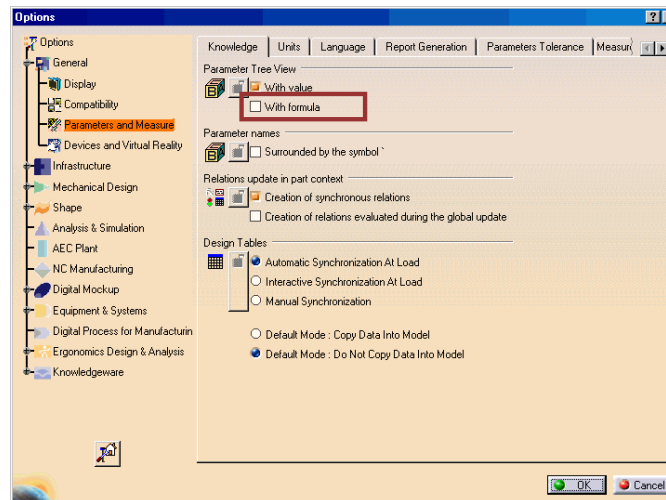 Options
Options
General
Display
Compatibility
Parameters and Measure
Devices and Virtual Reality
Infrastructure
Mechanical Design
Shape
Analysis & Simulation
AEC Plant
NC Manufacturing
Digital Mockup
Equipment & Systems
Digital Process for Manufacturin
Ergonomics Design & Analysis
Knowledgeware
Knowledge Units Language Report Generation Parameters Tolerance Measur
Parameter Tree View
With value
With formula
Parameter names
Surrounded by the symbol `
Relations update in part context
Creation of synchronous relations
Creation of relations evaluated during the global update
Design Tables
Automatic Synchronization At Load
Interactive Synchronization At Load
Manual Synchronization
Default Mode : Copy Data Into Model
Default Mode : Do Not Copy Data Into Model
OK Cancel